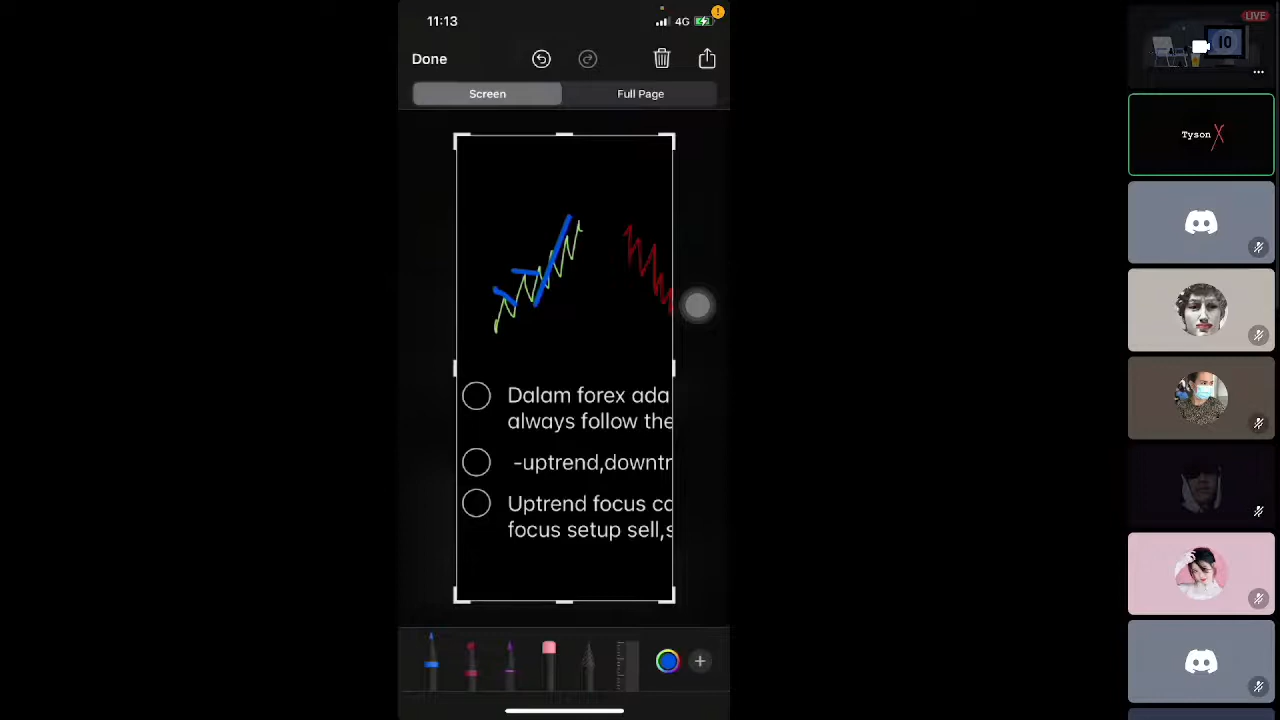 11:13
4G
LIVE
Done
Screen
Full Page
10
Tyson X
Dalam forex ada
always follow the
-uptrend,downtr
Uptrend focus
focus setup sell,s